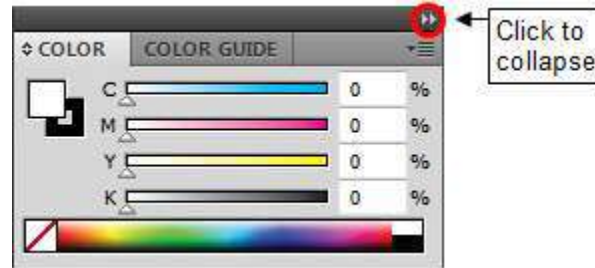 Click to
collapse
COLOR COLOR GUIDE
C 0 %
M 0 %
Y 0 %
K 0 %